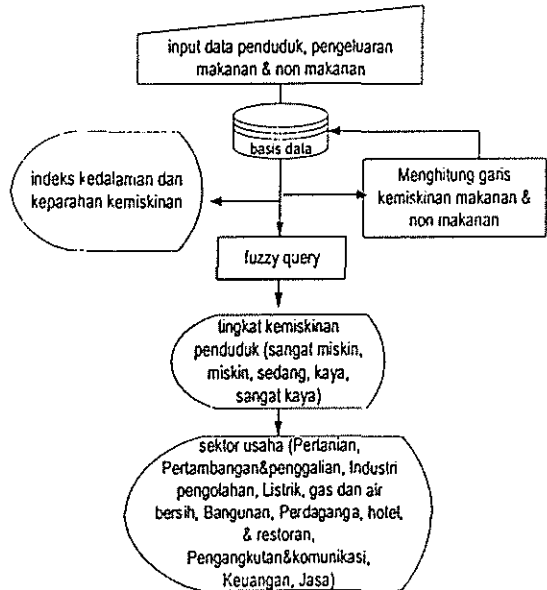 input data penduduk, pengeluaran
makanan & non makanan
basis data
indeks kedalaman dan
keparahan kemiskinan
Menghitung garis
kemiskinan makanan &
non makanan
fuzzy query
tingkat kemiskinan
penduduk (sangat miskin,
miskin, sedang, kaya,
sangat kaya)
sektor usaha (Pertanian,
Pertambangan&penggalian, Industri
pengolahan, Listrik, gas dan air
bersih, Bangunan, Perdaganga, hotel,
& restoran,
Pengangkutan&komunikasi,
Keuangan, Jasa)